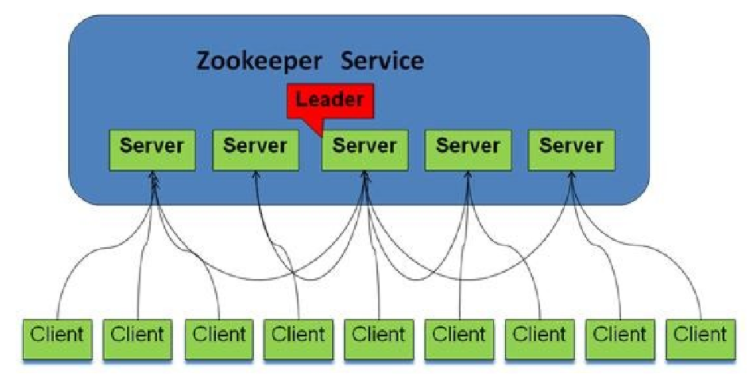 Zookeeper Service
Leader
Server Server Server Server Server
Client Client Client Client Client Client Client Client Client